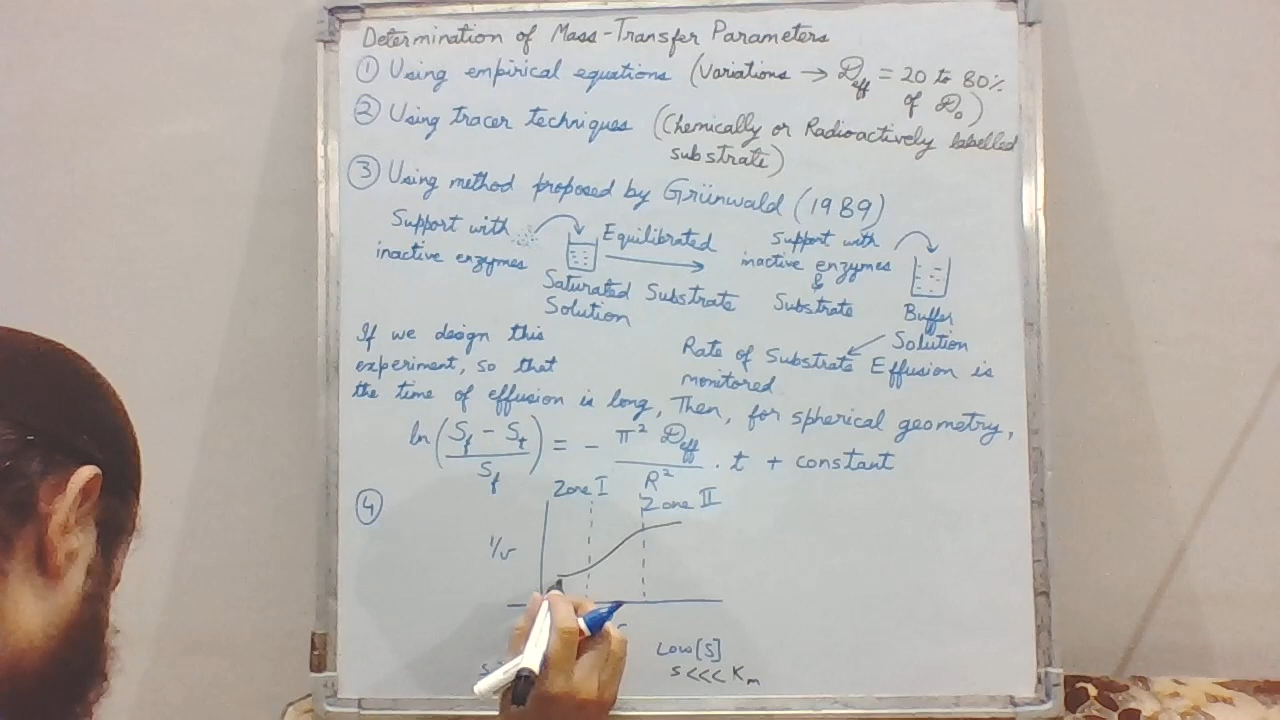 Determination of Mass-Transfer Parameters
① Using empirical equations (Variations → 𝒟eff = 20 to 80%
of 𝒟₀)
② Using tracer techniques (Chemically or Radioactively labelled
substrate)
③ Using method proposed by Grünwald (1989)
Support with
inactive enzymes
Saturated Substrate
Solution
Equilibrated
Support with
inactive enzymes
&
Substrate
Buffer
Solution
Rate of Substrate Effusion is
monitored
If we design this
experiment, so that
the time of effusion is long, Then, for spherical geometry,
ln(Sf - St / Sf) = - π² 𝒟eff / R² . t + constant
④
Zone I
Zone II
1/v
Low[S]
S<<< Km